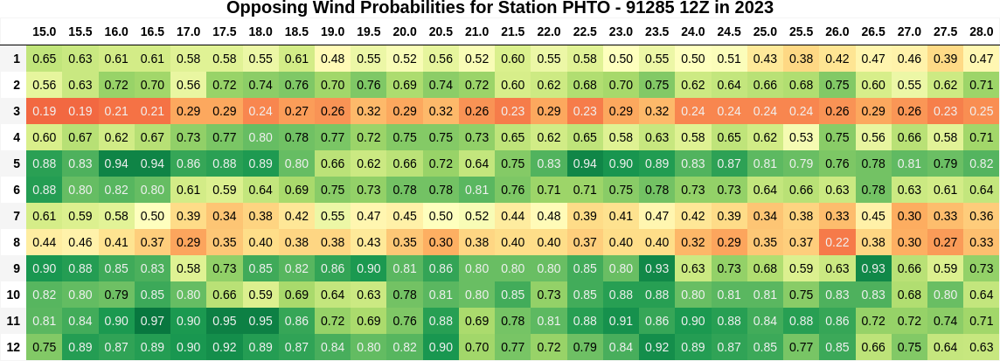 Opposing Wind Probabilities for Station PHTO - 91285 12Z in 2023
15.0 15.5 16.0 16.5 17.0 17.5 18.0 18.5 19.0 19.5 20.0 20.5 21.0 21.5 22.0 22.5 23.0 23.5 24.0 24.5 25.0 25.5 26.0 26.5 27.0 27.5 28.0
1 0.65 0.63 0.61 0.61 0.58 0.58 0.55 0.61 0.48 0.55 0.52 0.56 0.52 0.60 0.55 0.58 0.50 0.55 0.50 0.51 0.43 0.38 0.42 0.47 0.46 0.39 0.47
2 0.56 0.63 0.72 0.70 0.56 0.72 0.74 0.76 0.70 0.76 0.69 0.74 0.72 0.60 0.62 0.68 0.70 0.75 0.62 0.64 0.66 0.68 0.75 0.60 0.55 0.62 0.71
3 0.19 0.19 0.21 0.21 0.29 0.29 0.24 0.27 0.26 0.32 0.29 0.32 0.26 0.23 0.29 0.23 0.29 0.32 0.24 0.24 0.24 0.24 0.26 0.29 0.26 0.23 0.25
4 0.60 0.67 0.62 0.67 0.73 0.77 0.80 0.78 0.77 0.72 0.75 0.75 0.73 0.65 0.62 0.65 0.58 0.63 0.58 0.65 0.62 0.53 0.75 0.56 0.66 0.58 0.71
5 0.88 0.83 0.94 0.94 0.86 0.88 0.89 0.80 0.66 0.62 0.66 0.72 0.64 0.75 0.83 0.94 0.90 0.89 0.83 0.87 0.81 0.79 0.76 0.78 0.81 0.79 0.82
6 0.88 0.80 0.82 0.80 0.61 0.59 0.64 0.69 0.75 0.73 0.78 0.78 0.81 0.76 0.71 0.71 0.75 0.78 0.73 0.73 0.64 0.66 0.63 0.78 0.63 0.61 0.64
7 0.61 0.59 0.58 0.50 0.39 0.34 0.38 0.42 0.55 0.47 0.45 0.50 0.52 0.44 0.48 0.39 0.41 0.47 0.42 0.39 0.34 0.38 0.33 0.45 0.30 0.33 0.36
8 0.44 0.46 0.41 0.37 0.29 0.35 0.40 0.38 0.38 0.43 0.35 0.30 0.38 0.40 0.40 0.33 0.40 0.40 0.32 0.29 0.35 0.37 0.22 0.38 0.30 0.27 0.33
9 0.90 0.88 0.85 0.83 0.58 0.73 0.85 0.82 0.86 0.90 0.81 0.86 0.80 0.80 0.80 0.85 0.80 0.93 0.63 0.73 0.68 0.59 0.63 0.93 0.66 0.59 0.73
10 0.82 0.80 0.79 0.85 0.80 0.66 0.59 0.69 0.64 0.63 0.78 0.81 0.80 0.85 0.73 0.85 0.88 0.88 0.85 0.81 0.81 0.75 0.83 0.83 0.68 0.80 0.64
11 0.81 0.84 0.90 0.97 0.90 0.95 0.95 0.86 0.72 0.69 0.76 0.88 0.69 0.78 0.81 0.88 0.91 0.86 0.90 0.88 0.84 0.88 0.86 0.72 0.72 0.74 0.71
12 0.75 0.89 0.87 0.89 0.90 0.92 0.89 0.87 0.84 0.80 0.82 0.90 0.70 0.77 0.72 0.79 0.84 0.92 0.89 0.87 0.85 0.77 0.85 0.66 0.75 0.64 0.63